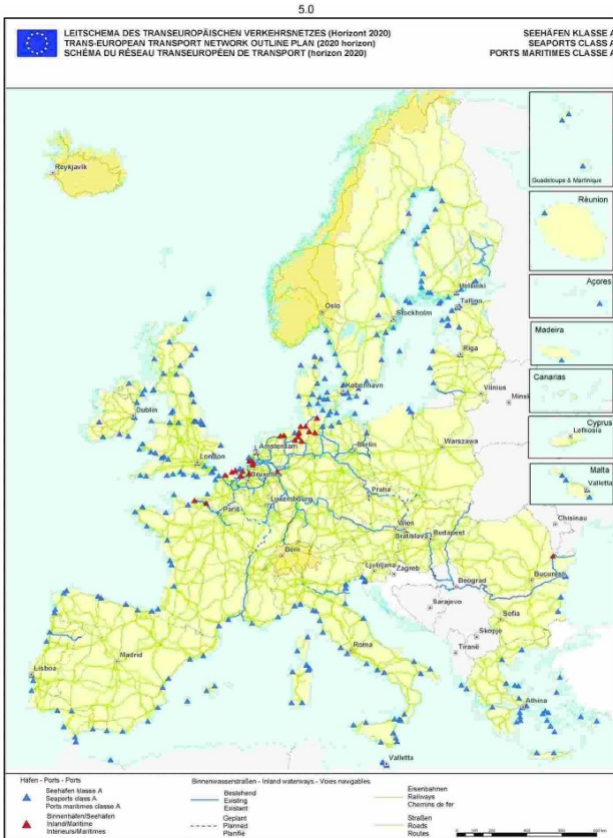 5.0
LEITSCHEMA DES TRANSEUROPÄISCHEN VERKEHRSNETZES (Horizont 2020)
TRANS-EUROPEAN TRANSPORT NETWORK OUTLINE PLAN (2020 horizon)
SCHÉMA DU RÉSEAU TRANSEUROPÉEN DE TRANSPORT (horizon 2020)
SEEHÄFEN KLASSE A
SEAPORTS CLASS A
PORTS MARITIMES CLASSE A
Guadeloupe & Martinique
Réunion
Açores
Madeira
Canarias
Cyprus
Lefkosia
Malta
Valletta
Reykjavik
Helsinki
Tallinn
Oslo
Stockholm
Riga
København
Vilnius
Minsk
Dublin
Amsterdam
Berlin
Warszawa
London
Luxembourg
Praha
Paris
Wien
Bratislava
Budapest
Chisinau
Bern
Ljubljana
Zagreb
Beograd
Bucuresti
Sarajevo
Sofia
Skopje
Tiranë
Roma
Madrid
Lisboa
Athina
Valletta
Häfen - Ports - Ports
Seehäfen klasse A
Seaports class A
Ports maritimes classe A
Binnenhäfen/Seehäfen
Inland/Maritime
Intérieurs/Maritimes
Binnenwasserstraßen - Inland waterways - Voies navigables
Bestehend
Existing
Existant
Geplant
Planned
Planifié
Eisenbahnen
Railways
Chemins de fer
Straßen
Roads
Routes